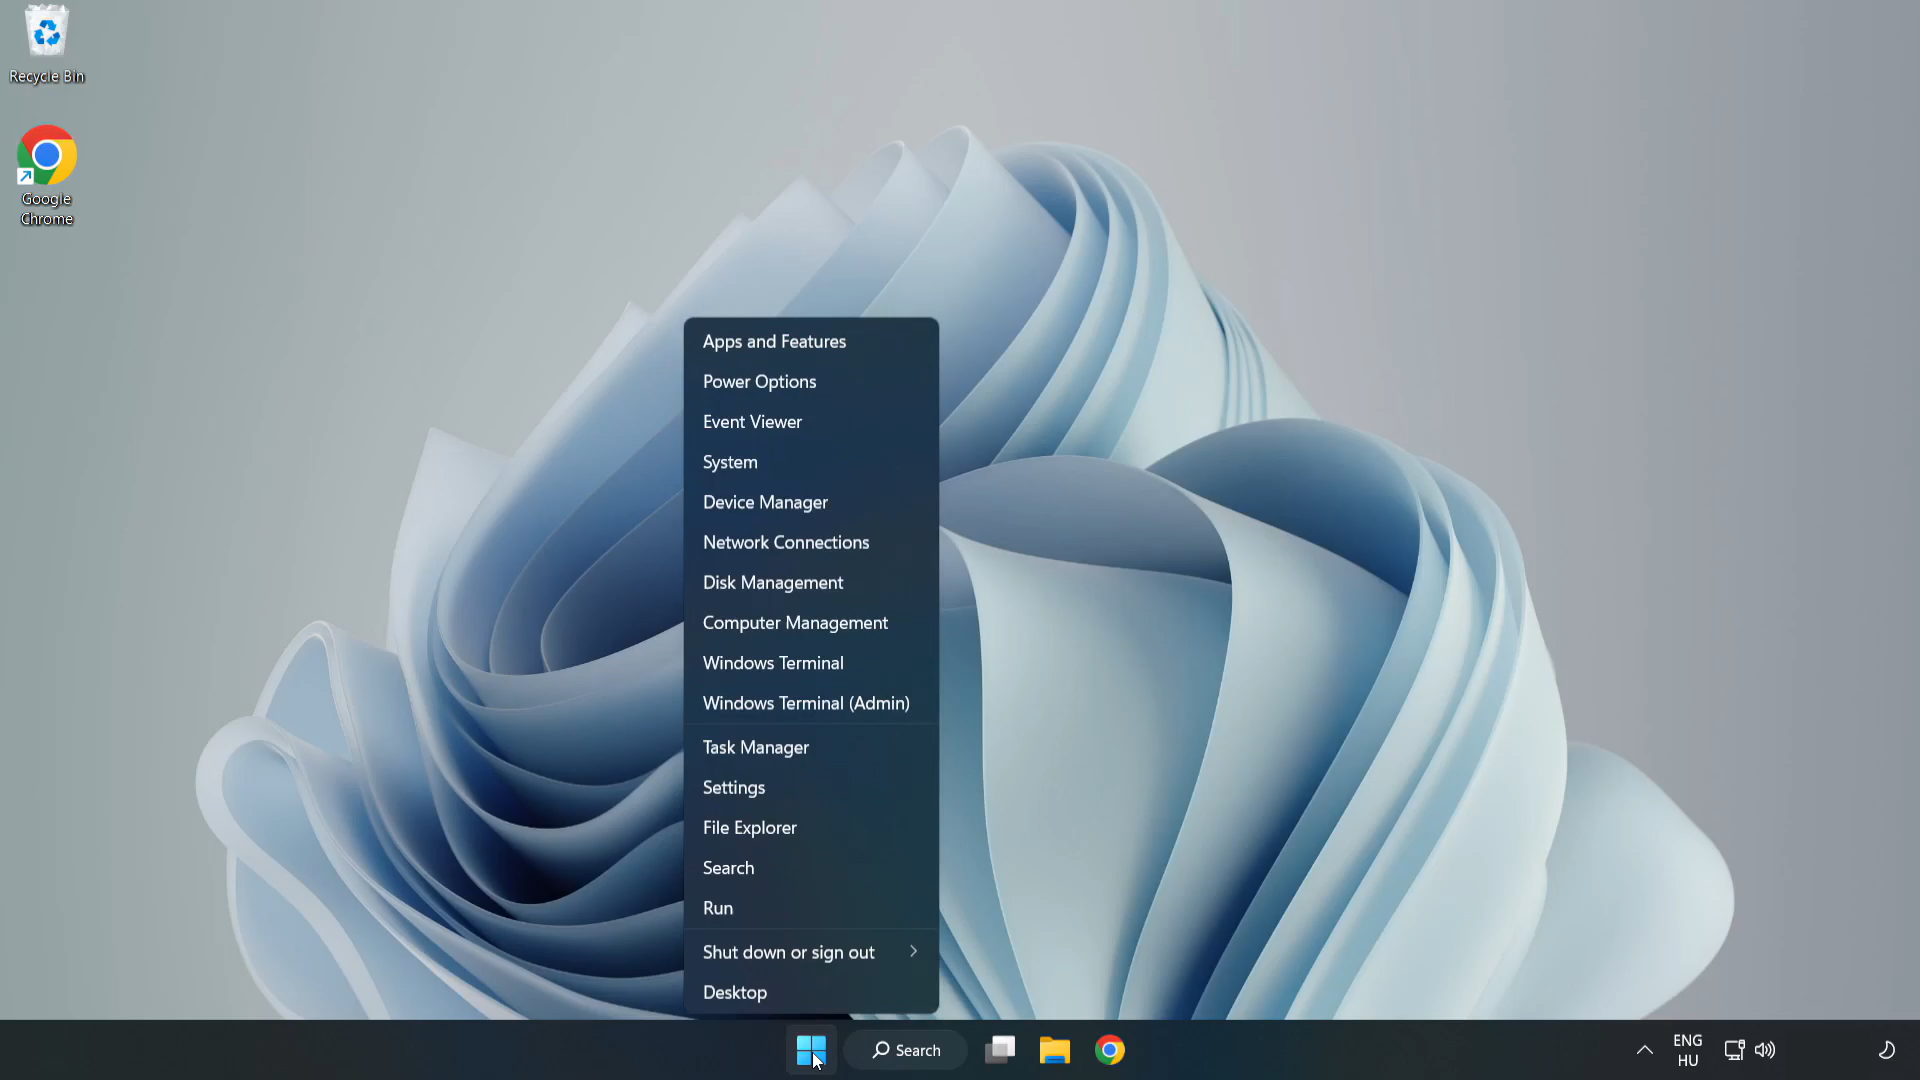 Recycle Bin
Google
Chrome
Apps and Features
Power Options
Event Viewer
System
Device Manager
Network Connections
Disk Management
Computer Management
Windows Terminal
Windows Terminal (Admin)
Task Manager
Settings
File Explorer
Search
Run
Shut down or sign out
Desktop
Search
ENG
HU